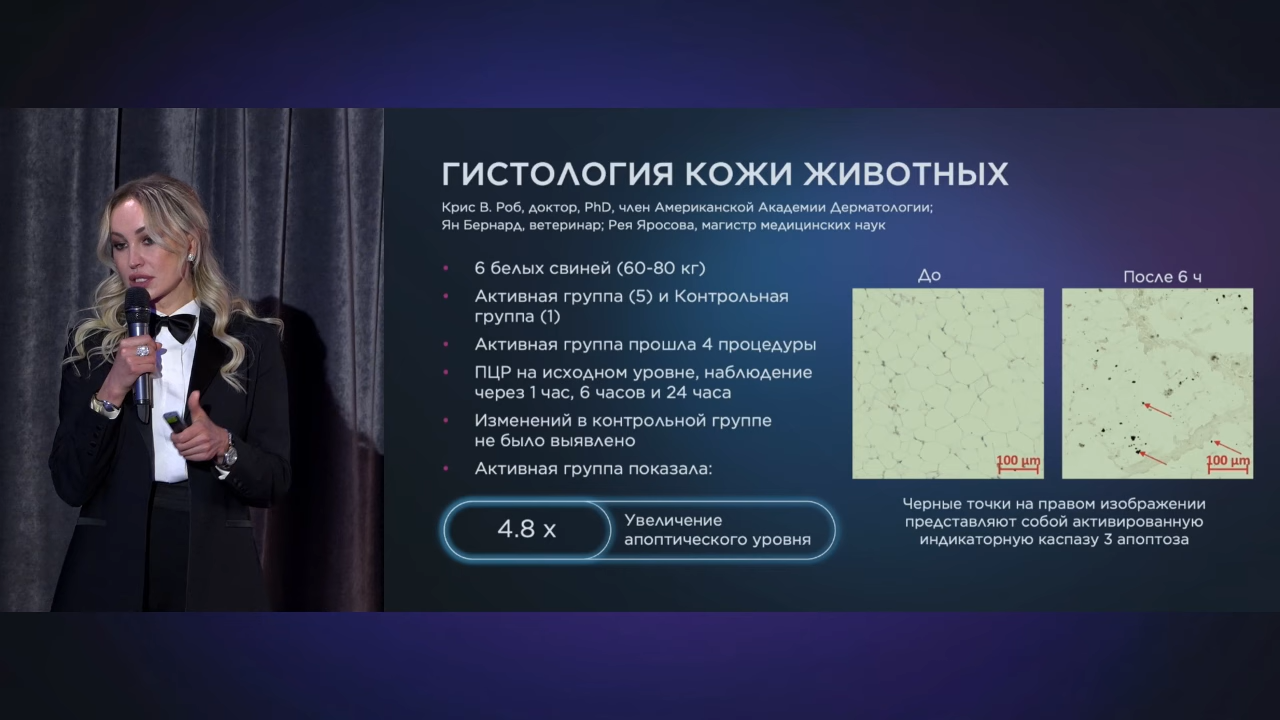 ГИСТОЛОГИЯ КОЖИ ЖИВОТНЫХ
Крис В. Роб, доктор, PhD, член Американской Академии Дерматологии;
Ян Бернард, ветеринар; Рея Яросова, магистр медицинских наук
• 6 белых свиней (60-80 кг)
• Активная группа (5) и Контрольная
группа (1)
• Активная группа прошла 4 процедуры
• ПЦР на исходном уровне, наблюдение
через 1 час, 6 часов и 24 часа
• Изменений в контрольной группе
не было выявлено
• Активная группа показала:
4.8 x
Увеличение
апоптического уровня
До
После 6 ч
100 µm
100 µm
Черные точки на правом изображении
представляют собой активированную
индикаторную каспазу 3 апоптоза